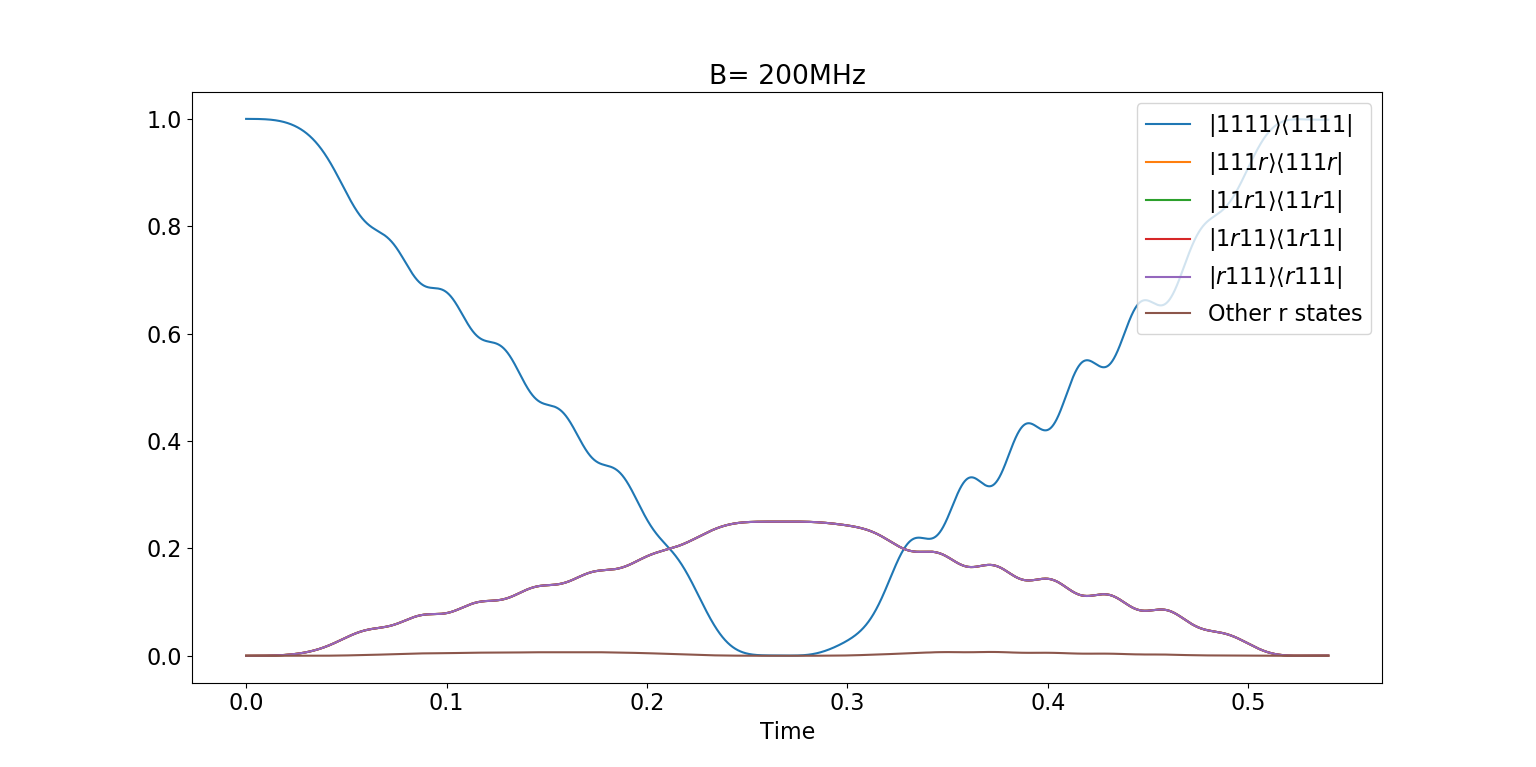 B= 200MHz
1.0
0.8
0.6
0.4
0.2
0.0
|1111⟩⟨1111|
|111r⟩⟨111r|
|11r1⟩⟨11r1|
|1r11⟩⟨1r11|
|r111⟩⟨r111|
Other r states
0.0 0.1 0.2 0.3 0.4 0.5
Time